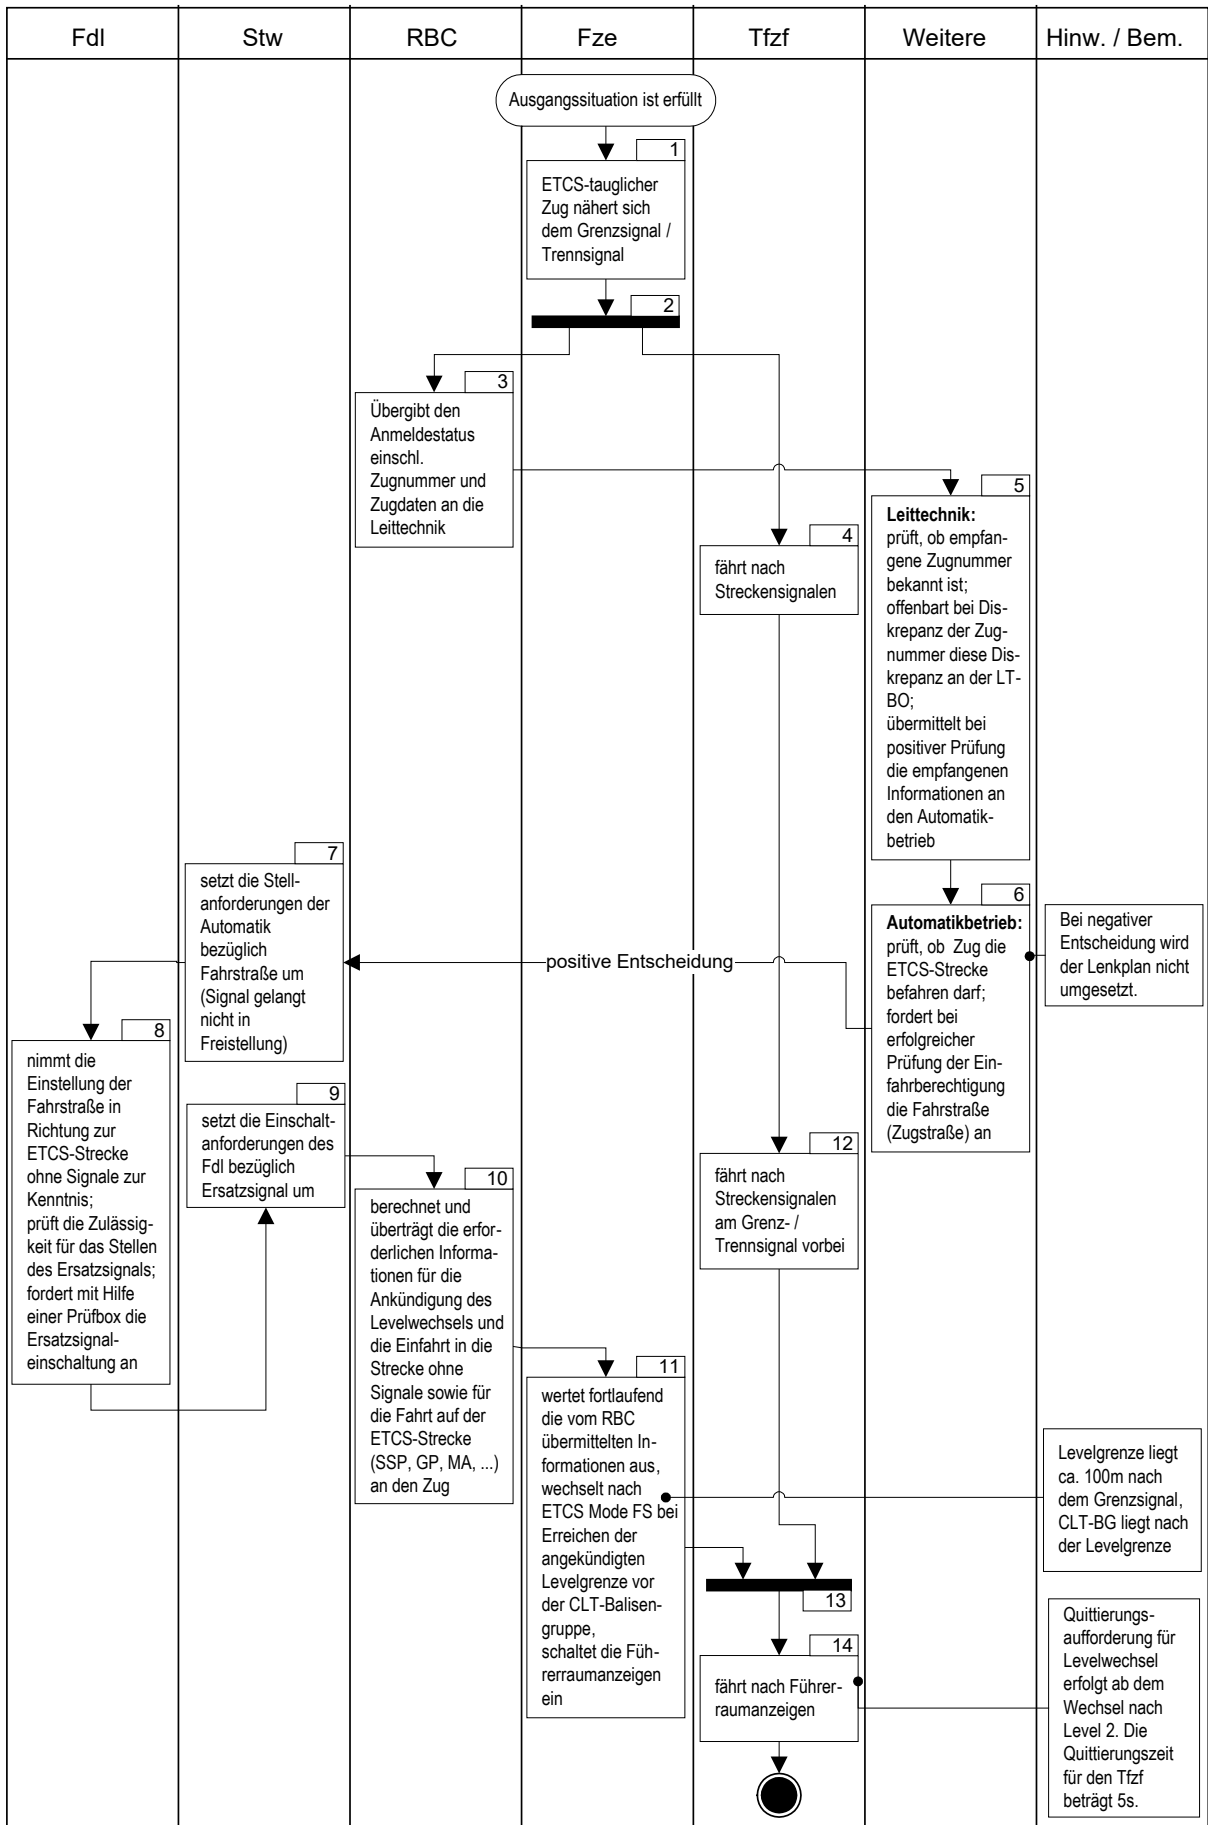 Fdl
Stw
RBC
Fze
Tfzf
Weitere
Hinw. / Bem.
Ausgangssituation ist erfüllt
1
ETCS-tauglicher
Zug nähert sich
dem Grenzsignal /
Trennsignal
2
3
Übergibt den
Anmeldestatus
einschl.
Zugnummer und
Zugdaten an die
Leittechnik
4
fährt nach
Streckensignalen
5
Leittechnik:
prüft, ob empfan-
gene Zugnummer
bekannt ist;
offenbart bei Dis-
krepanz der Zug-
nummer diese Dis-
krepanz an der LT-
BO;
übermittelt bei
positiver Prüfung
die empfangenen
Informationen an
den Automatik-
betrieb
6
Automatikbetrieb:
prüft, ob Zug die
ETCS-Strecke
befahren darf;
fordert bei
erfolgreicher
Prüfung der Ein-
fahrberechtigung
die Fahrstraße
(Zugstraße) an
Bei negativer
Entscheidung wird
der Lenkplan nicht
umgesetzt.
positive Entscheidung
7
setzt die Stell-
anforderungen der
Automatik
bezüglich
Fahrstraße um
(Signal gelangt
nicht in
Freistellung)
8
nimmt die
Einstellung der
Fahrstraße in
Richtung zur
ETCS-Strecke
ohne Signale zur
Kenntnis;
prüft die Zulässig-
keit für das Stellen
des Ersatzsignals;
fordert mit Hilfe
einer Prüfbox die
Ersatzsignal-
einschaltung an
9
setzt die Einschalt-
anforderungen des
Fdl bezüglich
Ersatzsignal um
10
berechnet und
überträgt die erfor-
derlichen Informa-
tionen für die
Ankündigung des
Levelwechsels und
die Einfahrt in die
Strecke ohne
Signale sowie für
die Fahrt auf der
ETCS-Strecke
(SSP, GP, MA, ...)
an den Zug
11
wertet fortlaufend
die vom RBC
übermittelten In-
formationen aus,
wechselt nach
ETCS Mode FS bei
Erreichen der
angekündigten
Levelgrenze vor
der CLT-Balisen-
gruppe,
schaltet die Füh-
rerraumanzeigen
ein
12
fährt nach
Streckensignalen
am Grenz- /
Trennsignal vorbei
Levelgrenze liegt
ca. 100m nach
dem Grenzsignal,
CLT-BG liegt nach
der Levelgrenze
13
14
fährt nach Führer-
raumanzeigen
Quittierungs-
aufforderung für
Levelwechsel
erfolgt ab dem
Wechsel nach
Level 2. Die
Quittierungszeit
für den Tfzf
beträgt 5s.